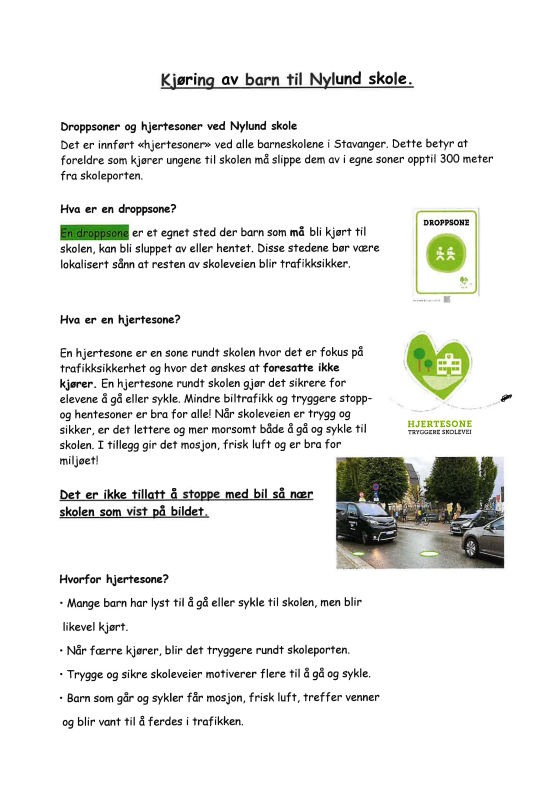 Kjøring av barn til Nylund skole.
Droppsoner og hjertesoner ved Nylund skole
Det er innført «hjertesoner» ved alle barneskolene i Stavanger. Dette betyr at
foreldre som kjører ungene til skolen må slippe dem av i egne soner opptil 300 meter
fra skoleporten.
Hva er en droppsone?
En droppsone er et egnet sted der barn som må bli kjørt til
skolen, kan bli sluppet av eller hentet. Disse stedene bør være
lokalisert sånn at resten av skoleveien blir trafikksikker.
DROPPSONE
Hva er en hjertesone?
En hjertesone er en sone rundt skolen hvor det er fokus på
trafikksikkerhet og hvor det ønskes at foresatte ikke
kjører. En hjertesone rundt skolen gjør det sikrere for
elevene å gå eller sykle. Mindre biltrafikk og tryggere stopp-
og hentesoner er bra for alle! Når skoleveien er trygg og
sikker, er det lettere og mer morsomt både å gå og sykle til
skolen. I tillegg gir det mosjon, frisk luft og er bra for
miljøet!
HJERTESONE
TRYGGERE SKOLEVEI
Det er ikke tillatt å stoppe med bil så nær
skolen som vist på bildet.
Hvorfor hjertesone?
• Mange barn har lyst til å gå eller sykle til skolen, men blir
likevel kjørt.
• Når færre kjører, blir det tryggere rundt skoleporten.
• Trygge og sikre skoleveier motiverer flere til å gå og sykle.
• Barn som går og sykler får mosjon, frisk luft, treffer venner
og blir vant til å ferdes i trafikken.